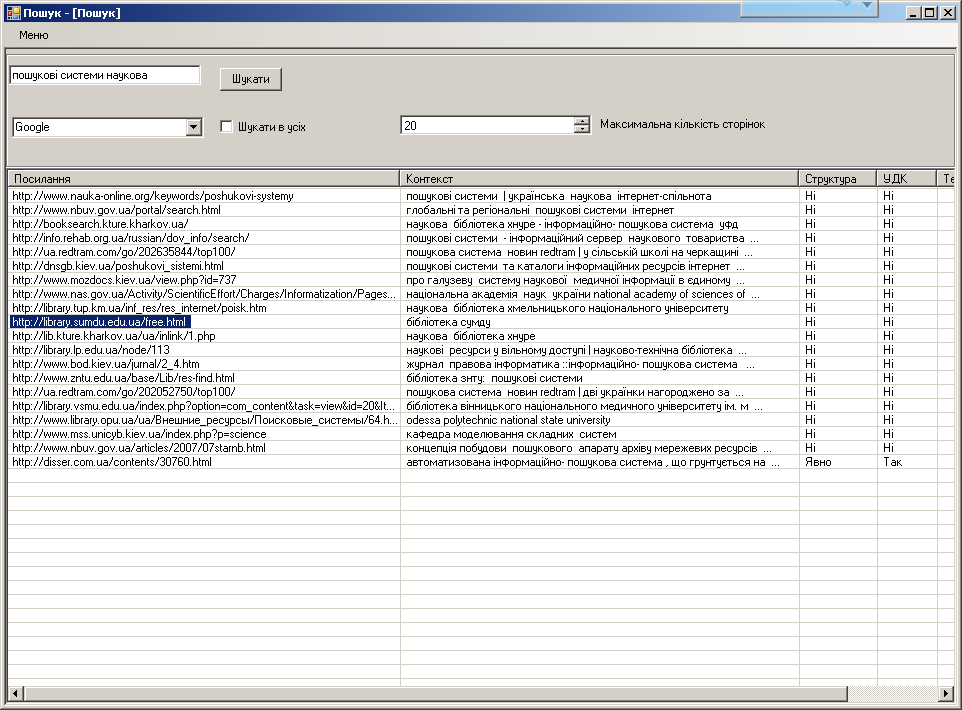 Пошук - [Пошук]
Меню
пошукові системи наукова
Шукати
Google
Шукати в усіх
20
Максимальна кількість сторінок
Посилання Контекст Структура УДК Те
http://www.nauka-online.org/keywords/poshukovi-systemy пошукові системи | українська наукова інтернет-спільнота Ні Ні
http://www.nbuv.gov.ua/portal/search.html глобальні та регіональні пошукові системи інтернет Ні Ні
http://booksearch.kture.kharkov.ua/ наукова бібліотека хнуре - інформаційно- пошукова система уфд Ні Ні
http://info.rehab.org.ua/russian/dov_info/search/ пошукові системи - інформаційний сервер наукового товариства ... Ні Ні
http://ua.redtram.com/go/202635844/top100/ пошукова система новин redtram | у сільській школі на черкащині ... Ні Ні
http://dnsgb.kiev.ua/poshukovi_sistemi.html пошукові системи та каталоги інформаційних ресурсів інтернет ... Ні Ні
http://www.mozdocs.kiev.ua/view.php?id=737 про галузеву систему наукової медичної інформації в єдиному ... Ні Ні
http://www.nas.gov.ua/Activity/ScientificEffort/Charges/Informatization/Pages... національна академія наук україни national academy of sciences of ... Ні Ні
http://library.tup.km.ua/inf_res/res_internet/poisk.htm наукова бібліотека хмельницького національного університету Ні Ні
http://library.sumdu.edu.ua/free.html бібліотека сумду Ні Ні
http://lib.kture.kharkov.ua/ua/inlink/1.php наукова бібліотека хнуре Ні Ні
http://library.lp.edu.ua/node/113 наукові ресурси у вільному доступі | науково-технічна бібліотека ... Ні Ні
http://www.bod.kiev.ua/jurnal/2_4.htm журнал правова інформатика ::інформаційно- пошукова система ... Ні Ні
http://www.zntu.edu.ua/base/Lib/res-find.html бібліотека знту: пошукові системи Ні Ні
http://ua.redtram.com/go/202052750/top100/ пошукова система новин redtram | дві українки нагороджено за ... Ні Ні
http://library.vsmu.edu.ua/index.php?option=com_content&task=view&id=20&It... бібліотека вінницького національного медичного університету ім. м ... Ні Ні
http://www.library.opu.ua/ua/Внешние_ресурсы/Поисковые_системы/64.h... odessa polytechnic national state university Ні Ні
http://www.mss.unicyb.kiev.ua/index.php?p=science кафедра моделювання складних систем Ні Ні
http://www.nbuv.gov.ua/articles/2007/07starnb.html концепція побудови пошукового апарату архіву мережевих ресурсів ... Ні Ні
http://disser.com.ua/contents/30760.html автоматизована інформаційно- пошукова система , що грунтується на ... Явно Так